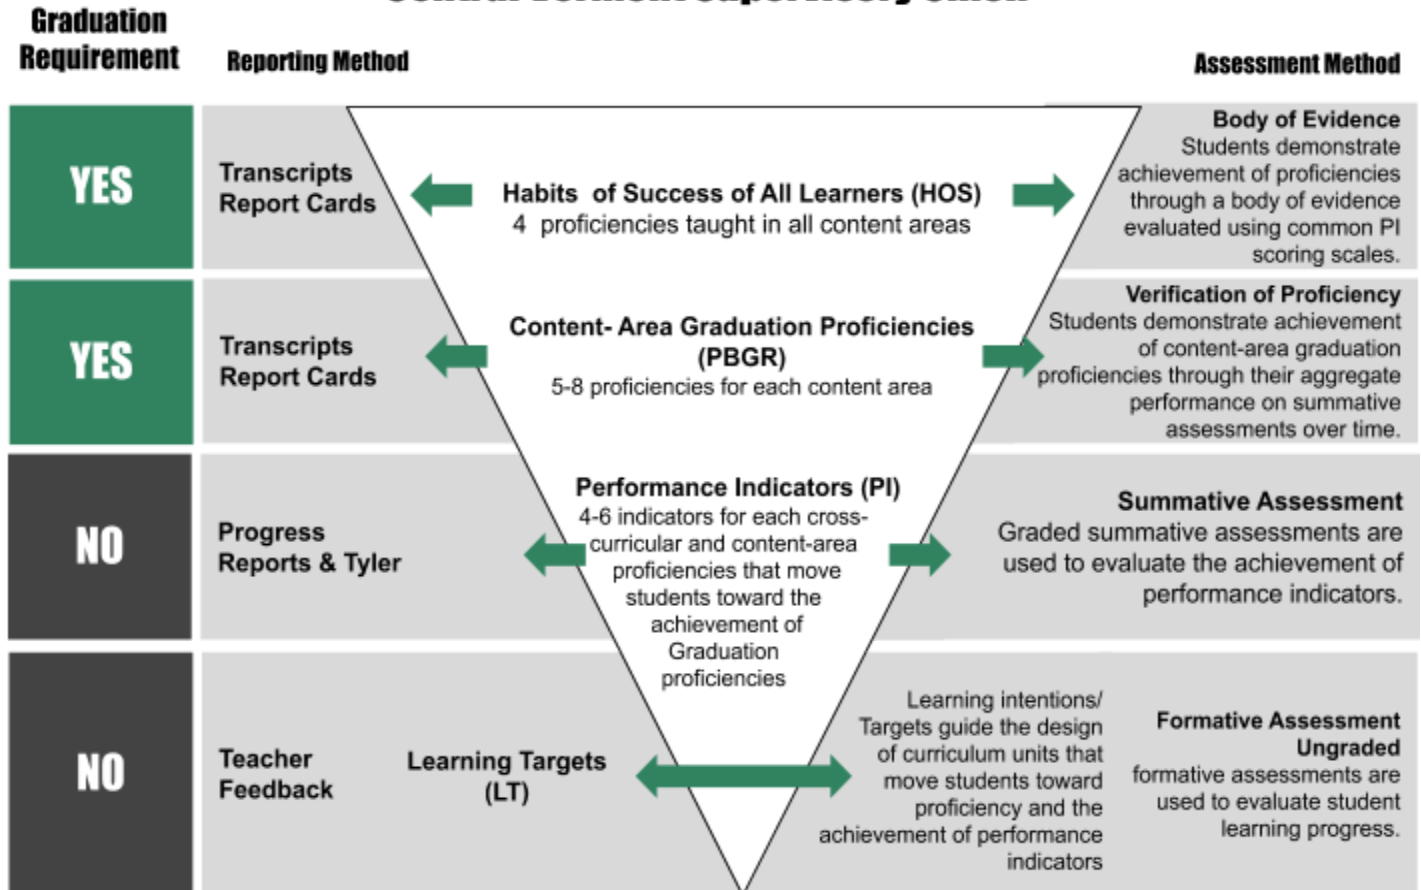 Central Vermont Supervisory Union
Graduation
Requirement
Reporting Method
Assessment Method
YES
Transcripts
Report Cards
Habits of Success of All Learners (HOS)
4 proficiencies taught in all content areas
Body of Evidence
Students demonstrate
achievement of proficiencies
through a body of evidence
evaluated using common PI
scoring scales.
YES
Transcripts
Report Cards
Content- Area Graduation Proficiencies
(PBGR)
5-8 proficiencies for each content area
Verification of Proficiency
Students demonstrate achievement
of content-area graduation
proficiencies through their aggregate
performance on summative
assessments over time.
NO
Progress
Reports & Tyler
Performance Indicators (PI)
4-6 indicators for each cross-
curricular and content-area
proficiencies that move
students toward the
achievement of
Graduation
proficiencies
Summative Assessment
Graded summative assessments are
used to evaluate the achievement of
performance indicators.
NO
Teacher
Feedback
Learning Targets
(LT)
Learning intentions/
Targets guide the design
of curriculum units that
move students toward
proficiency and the
achievement of performance
indicators
Formative Assessment
Ungraded
formative assessments are
used to evaluate student
learning progress.